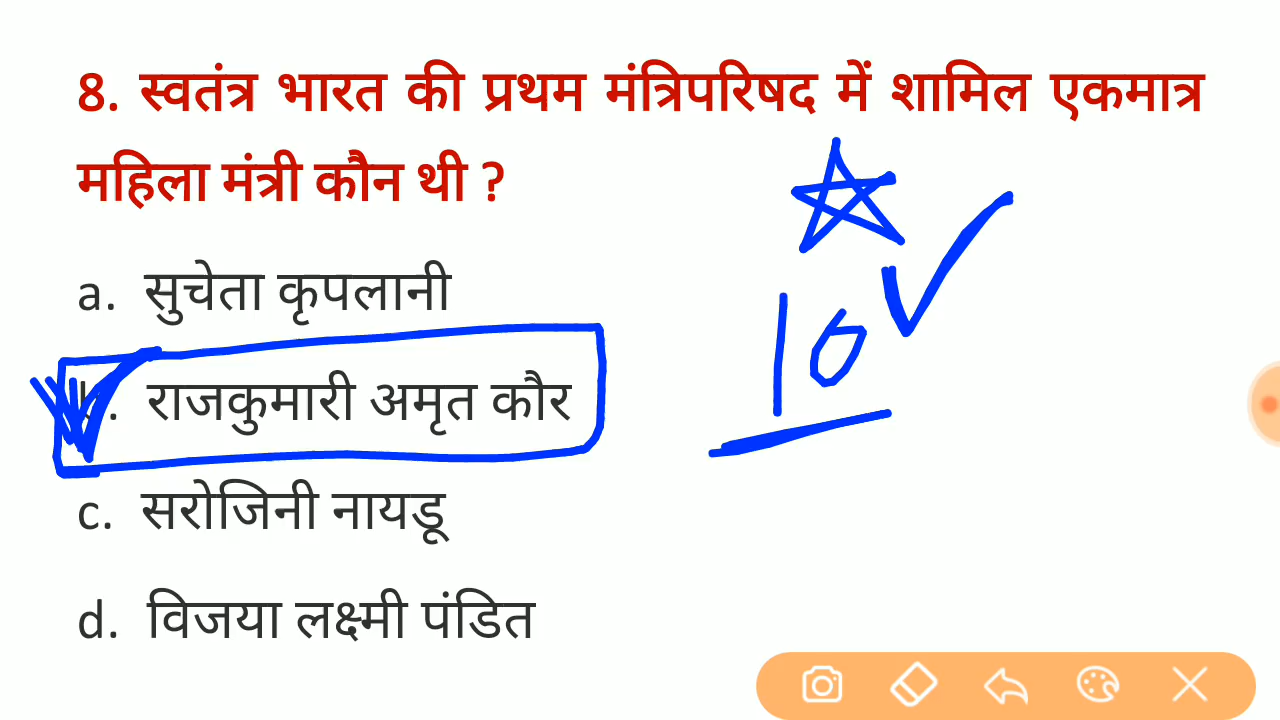 8. स्वतंत्र भारत की प्रथम मंत्रिपरिषद में शामिल एकमात्र
महिला मंत्री कौन थी ?
a. सुचेता कृपलानी
b. राजकुमारी अमृत कौर
10
c. सरोजिनी नायडू
d. विजया लक्ष्मी पंडित